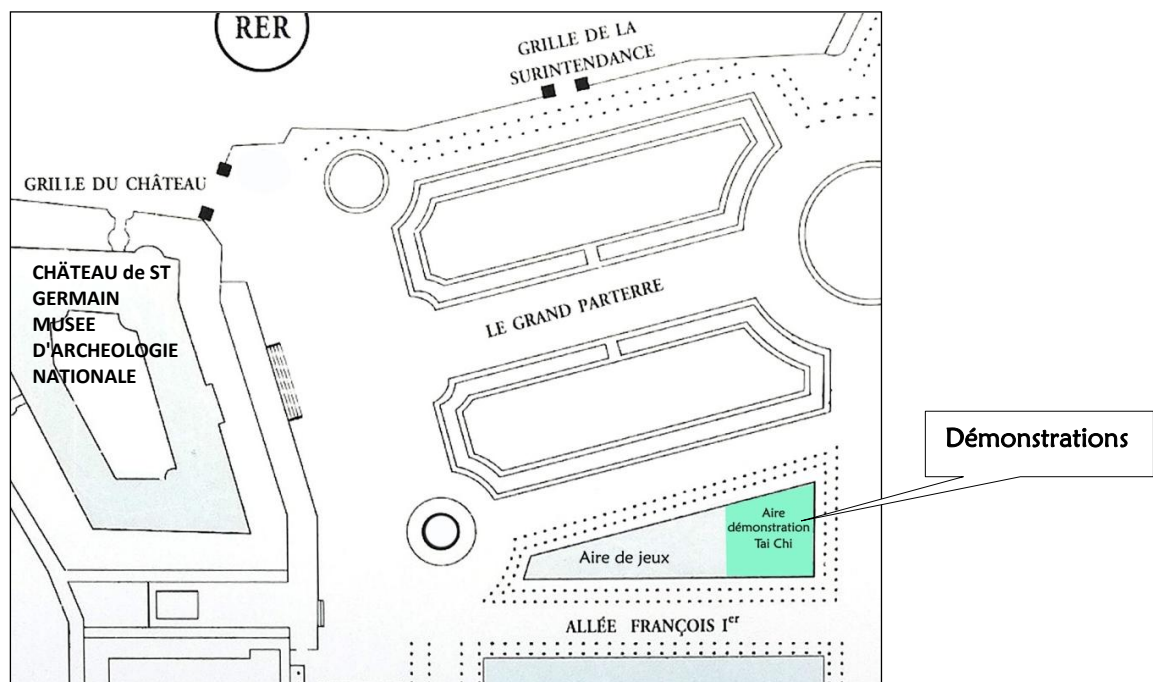 RER
GRILLE DE LA
SURINTENDANCE
GRILLE DU CHÂTEAU
CHÄTEAU de ST
GERMAIN
MUSEE
D'ARCHEOLOGIE
NATIONALE
LE GRAND PARTERRE
Démonstrations
Aire
démonstration
Tai Chi
Aire de jeux
ALLÉE FRANÇOIS Ier